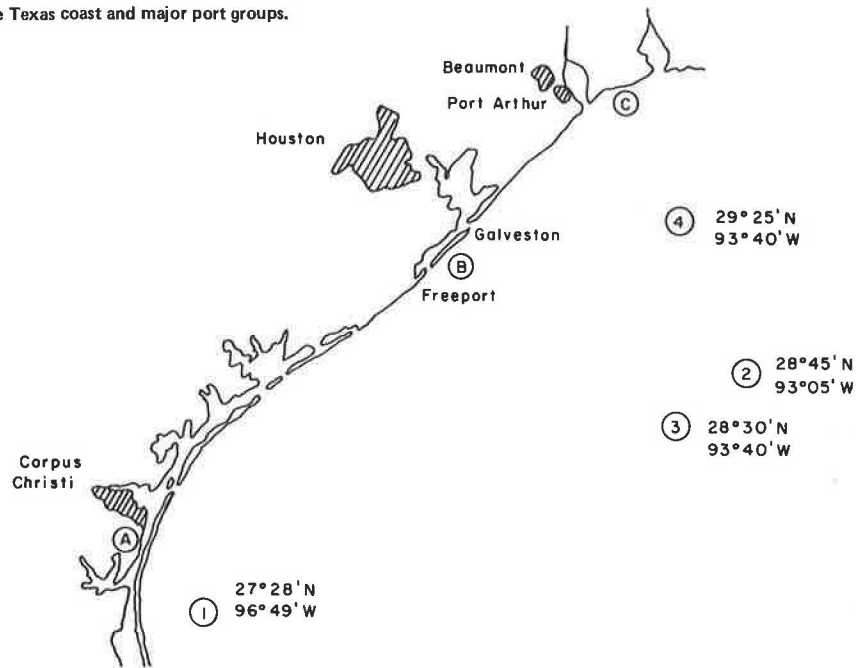 e Texas coast and major port groups.
Beaumont
Port Arthur
C
Houston
4
29°25'N
93°40'W
Galveston
B
Freeport
2
28°45'N
93°05'W
3
28°30'N
93°40'W
Corpus
Christi
A
1
27°28'N
96°49'W